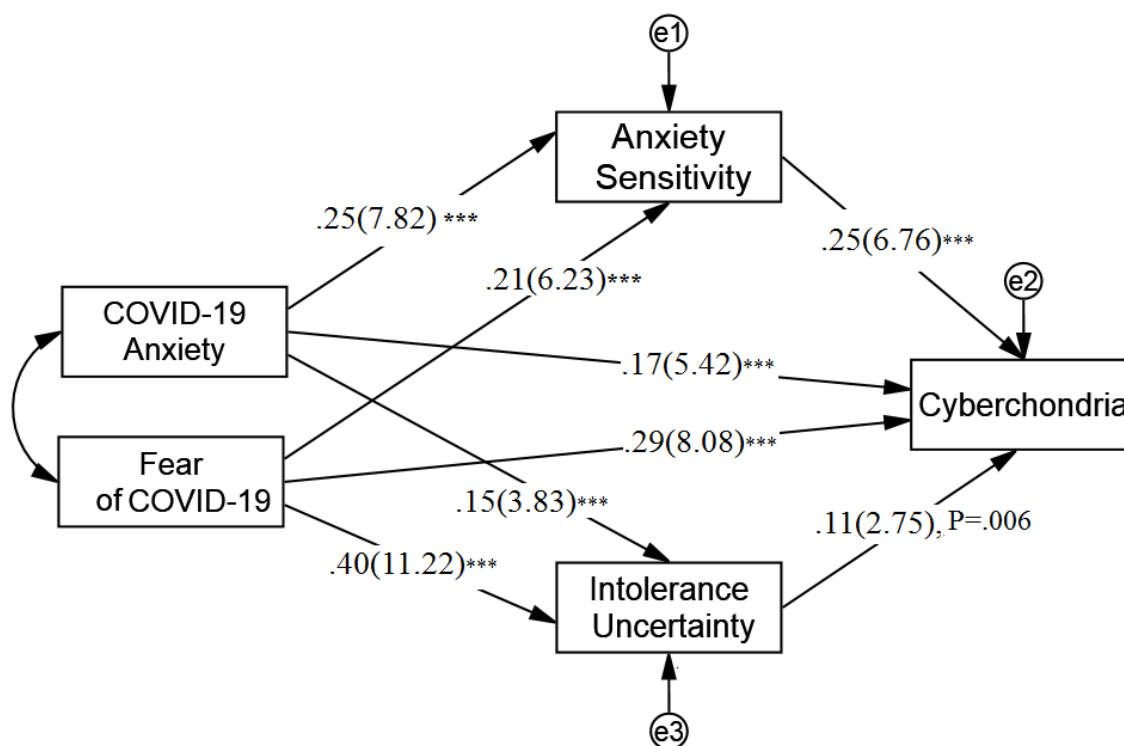 e1
Anxiety
Sensitivity
.25(7.82) ***
.25(6.76)***
.21(6.23)***
e2
COVID-19
Anxiety
.17(5.42)***
Cyberchondria
.29(8.08)***
Fear
of COVID-19
.15(3.83)***
.11(2.75), P=.006
.40(11.22)***
Intolerance
Uncertainty
e3